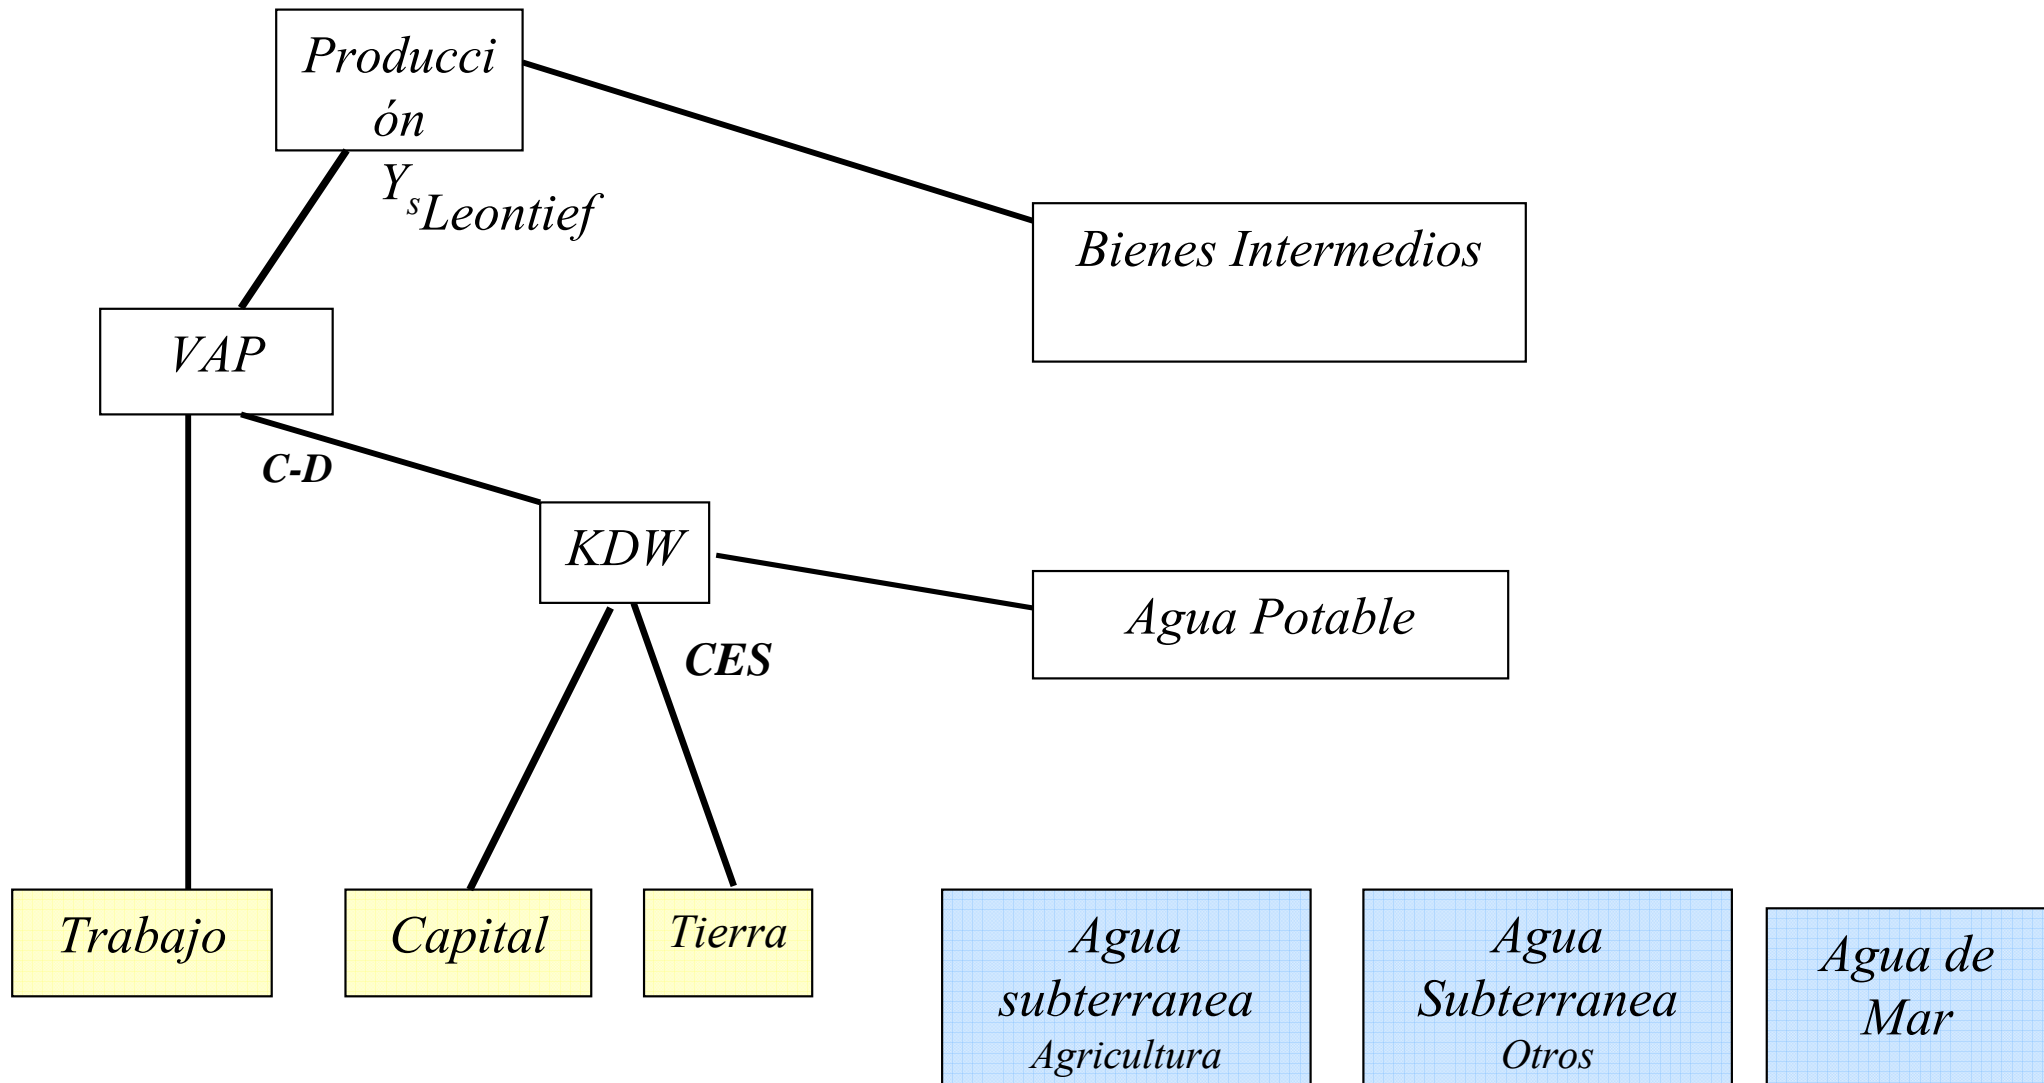 Producci
ón
Y_s Leontief
Bienes Intermedios
VAP
C-D
KDW
Agua Potable
CES
Trabajo
Capital
Tierra
Agua
subterranea
Agricultura
Agua
Subterranea
Otros
Agua de
Mar